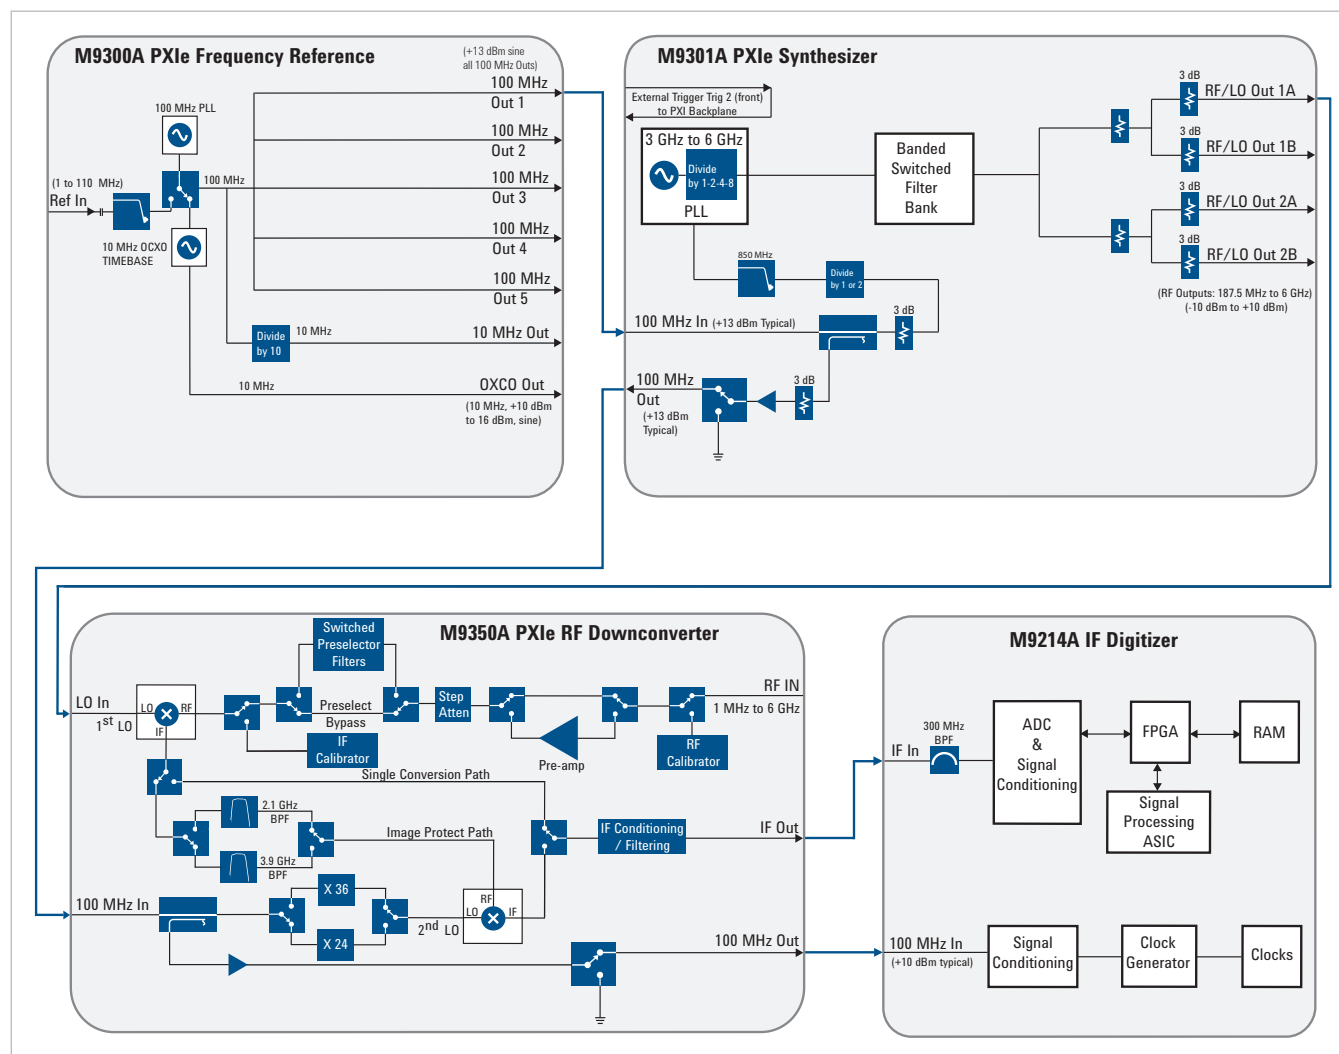 M9300A PXIe Frequency Reference
(+13 dBm sine
all 100 MHz Outs)
100 MHz PLL
(1 to 110 MHz)
Ref In
100 MHz
10 MHz OCXO
TIMEBASE
100 MHz
Out 1
100 MHz
Out 2
100 MHz
Out 3
100 MHz
Out 4
100 MHz
Out 5
Divide
by 10
10 MHz
10 MHz Out
10 MHz
OXCO Out
(10 MHz, +10 dBm
to 16 dBm, sine)
M9301A PXIe Synthesizer
External Trigger Trig 2 (front)
to PXI Backplane
3 GHz to 6 GHz
Divide
by 1-2-4-8
PLL
Banded
Switched
Filter
Bank
3 dB
RF/LO Out 1A
3 dB
RF/LO Out 1B
3 dB
RF/LO Out 2A
3 dB
RF/LO Out 2B
(RF Outputs: 187.5 MHz to 6 GHz)
(-10 dBm to +10 dBm)
850 MHz
Divide
by 1 or 2
100 MHz In (+13 dBm Typical)
3 dB
100 MHz
Out
(+13 dBm
Typical)
3 dB
M9350A PXIe RF Downconverter
Switched
Preselector
Filters
LO In
1st LO
LO
RF
IF
Preselect
Bypass
IF
Calibrator
Step
Atten
Pre-amp
RF IN
1 MHz to 6 GHz
RF
Calibrator
Single Conversion Path
2.1 GHz
BPF
3.9 GHz
BPF
Image Protect Path
IF Conditioning
/ Filtering
IF Out
100 MHz In
X 36
X 24
2nd LO
RF
LO
IF
100 MHz Out
M9214A IF Digitizer
IF In
300 MHz
BPF
ADC
&
Signal
Conditioning
FPGA
RAM
Signal
Processing
ASIC
100 MHz In
(+10 dBm typical)
Signal
Conditioning
Clock
Generator
Clocks